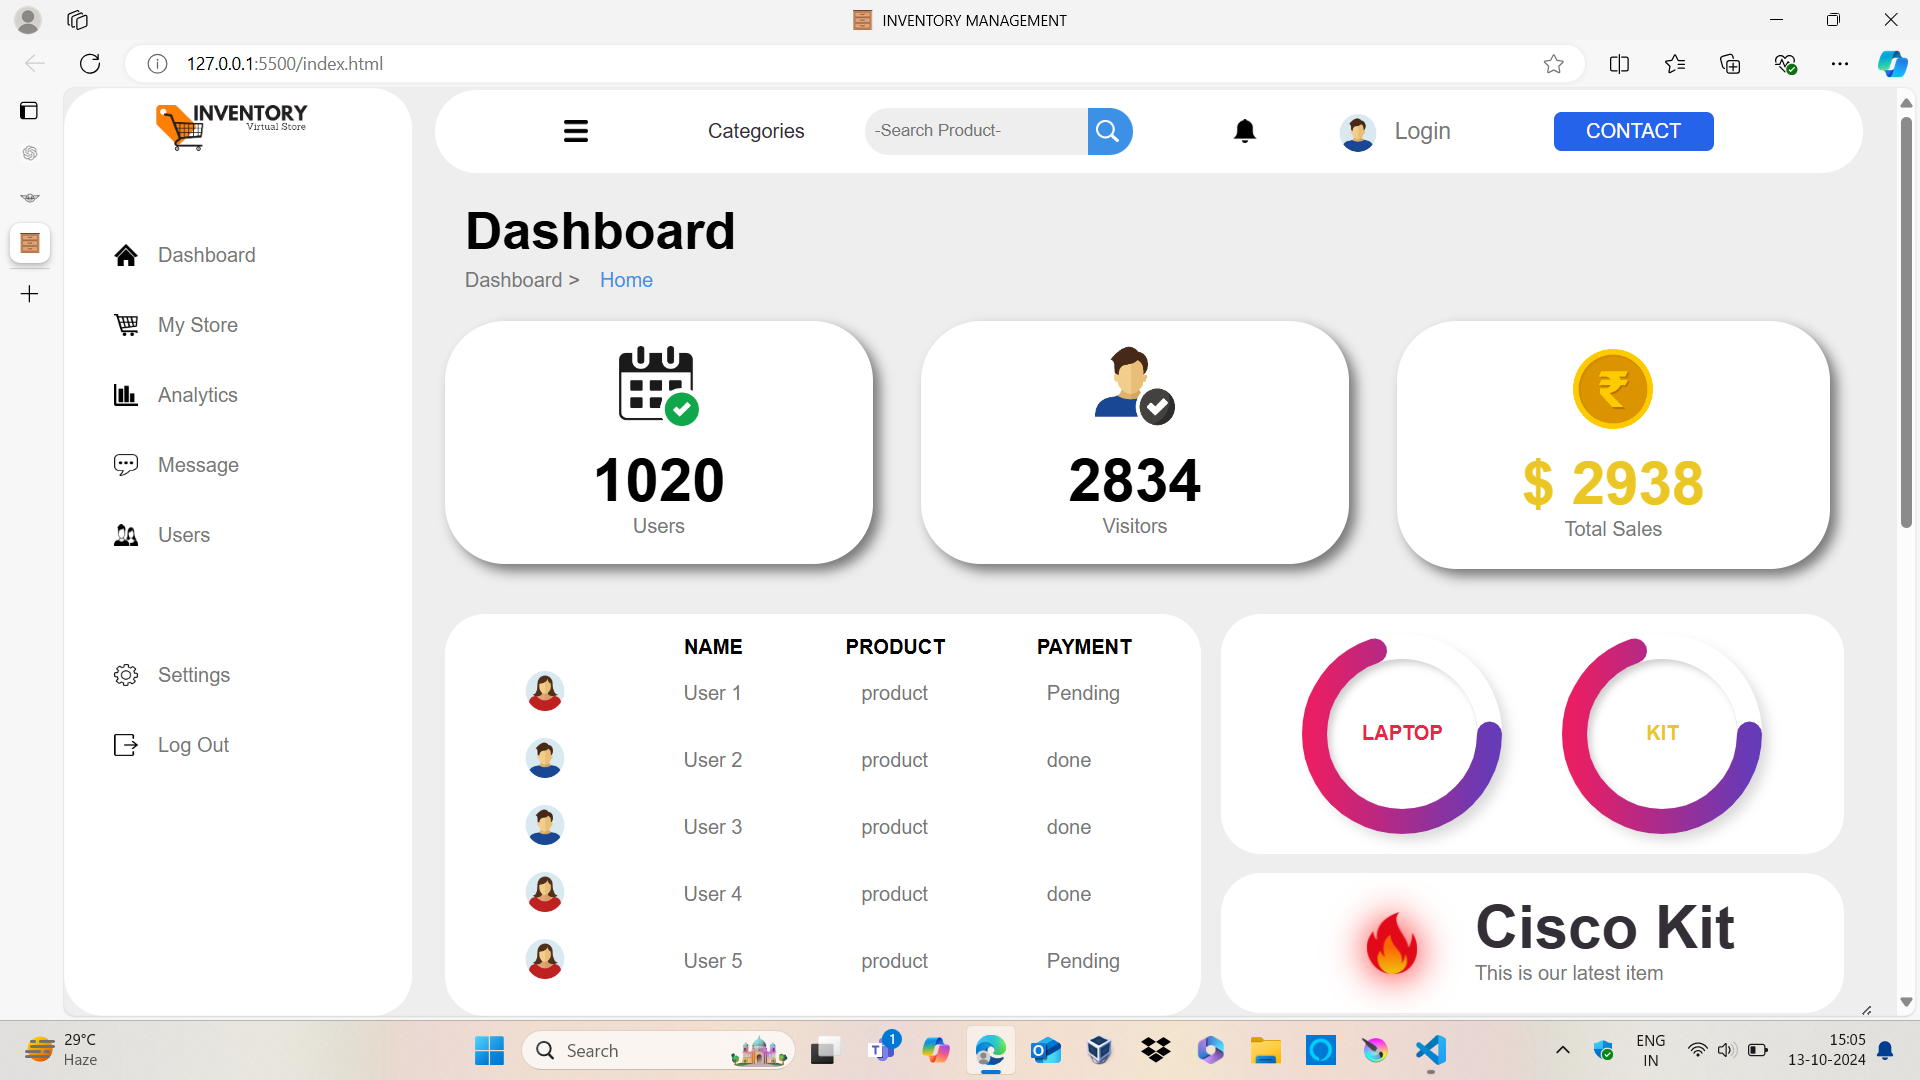 INVENTORY MANAGEMENT
127.0.0.1:5500/index.html
INVENTORY
Virtual Store
Categories
-Search Product-
Login
CONTACT
Dashboard
My Store
Analytics
Message
Users
Settings
Log Out
Dashboard
Dashboard > Home
1020
Users
2834
Visitors
$ 2938
Total Sales
NAME PRODUCT PAYMENT
User 1 product Pending
User 2 product done
User 3 product done
User 4 product done
User 5 product Pending
LAPTOP
KIT
Cisco Kit
This is our latest item
29°C
Haze
Search
1
ENG
IN
15:05
13-10-2024